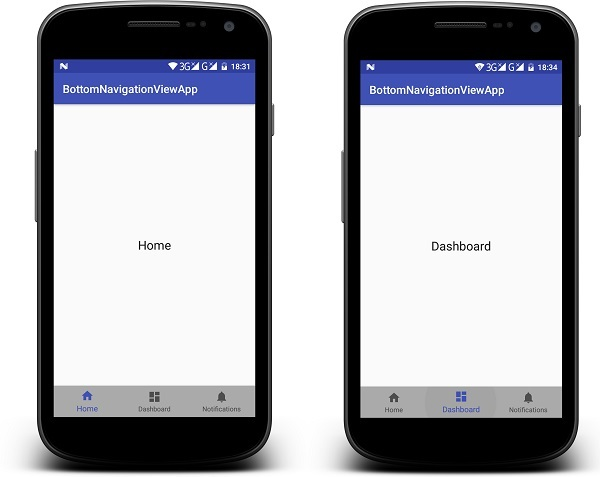 3G G 18:31
BottomNavigationViewApp
Home
Home Dashboard Notifications
3G G 18:34
BottomNavigationViewApp
Dashboard
Home Dashboard Notifications